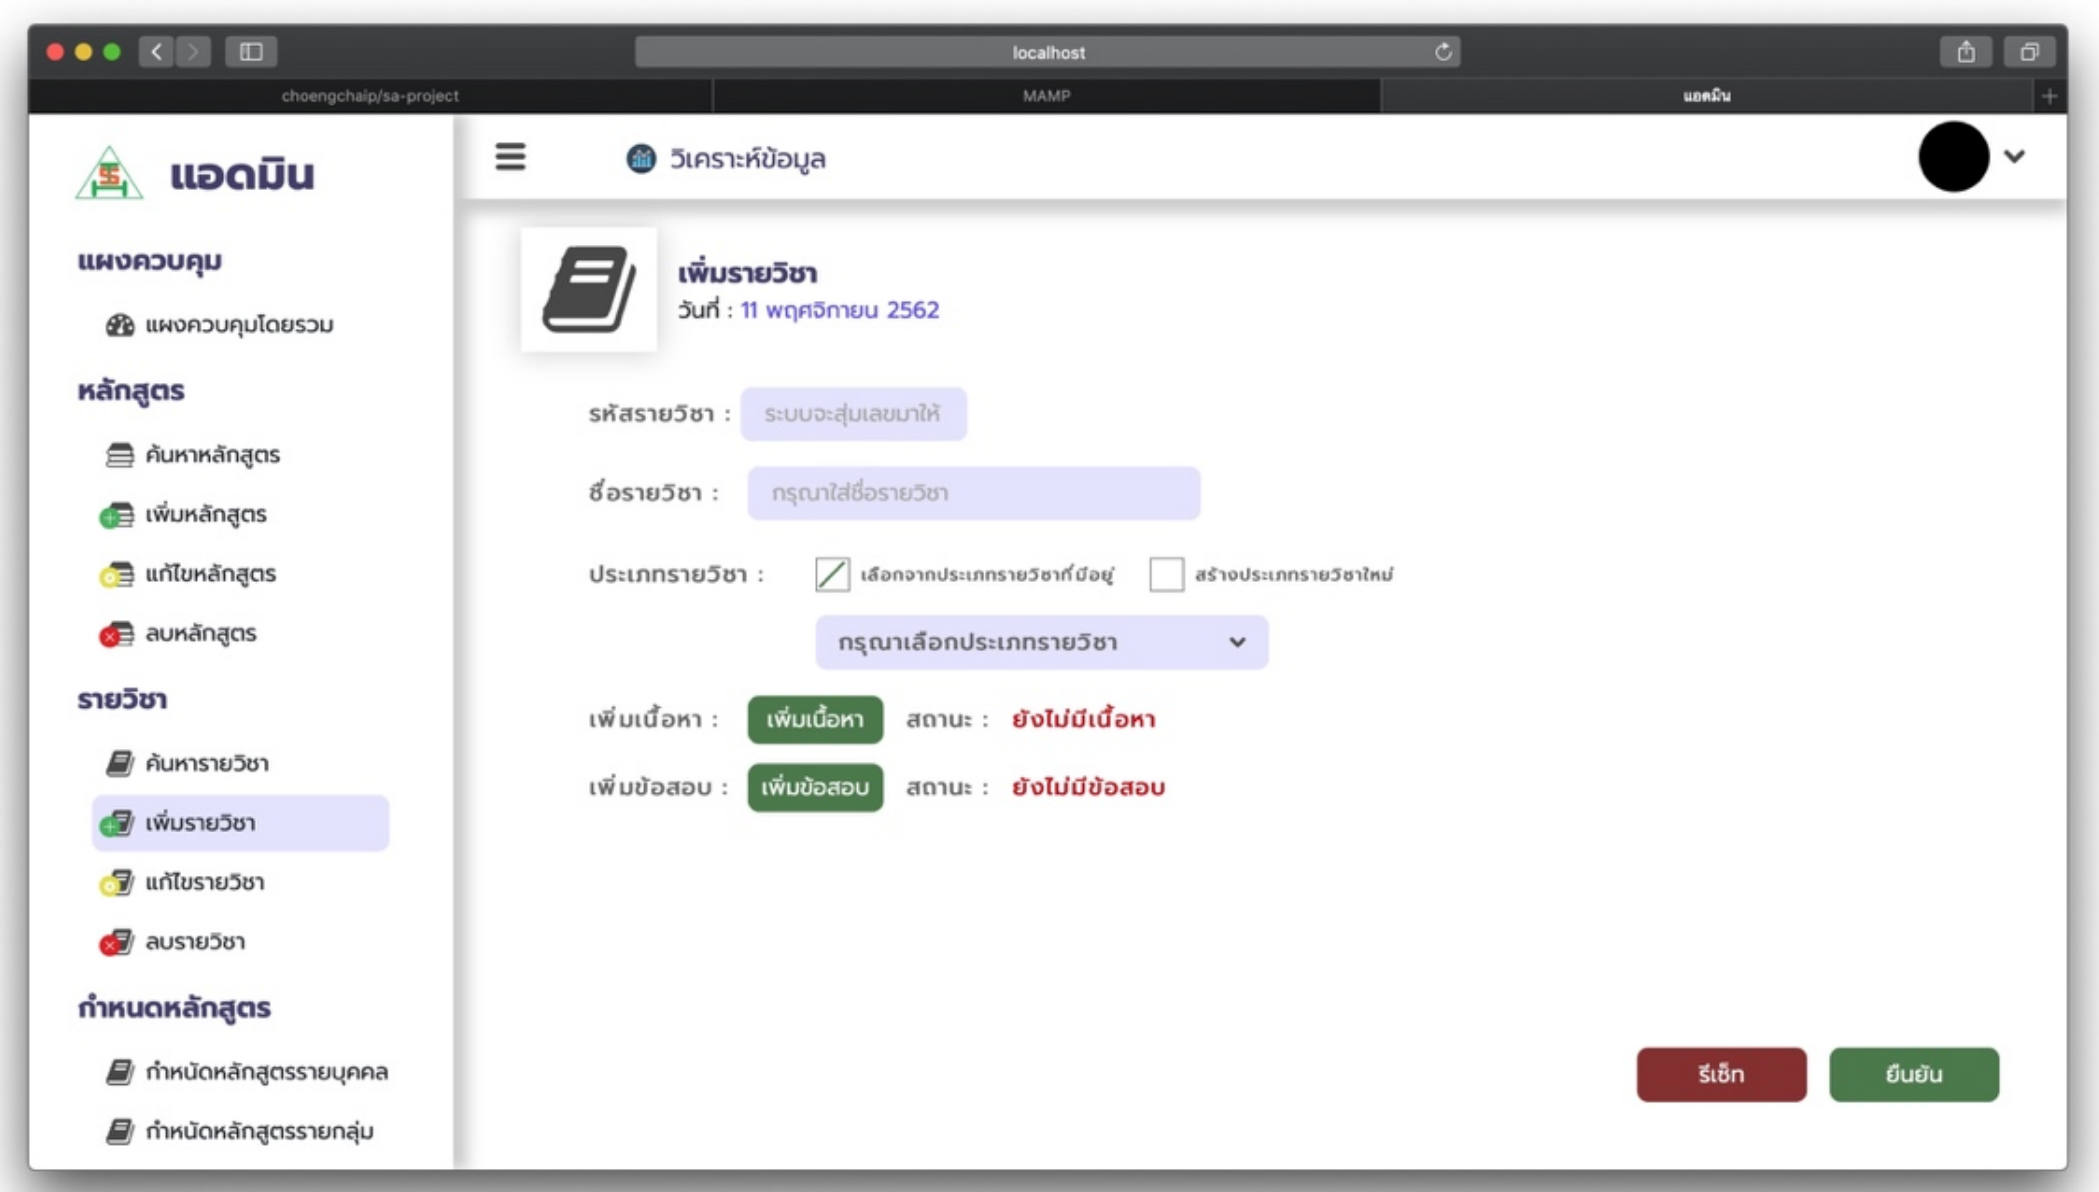 localhost
choengchaip/sa-project
MAMP
แอดมิน
แอดมิน
วิเคราะห์ข้อมูล
แผงควบคุม
แผงควบคุมโดยรวม
หลักสูตร
ค้นหาหลักสูตร
เพิ่มหลักสูตร
แก้ไขหลักสูตร
ลบหลักสูตร
รายวิชา
ค้นหารายวิชา
เพิ่มรายวิชา
แก้ไขรายวิชา
ลบรายวิชา
กำหนดหลักสูตร
กำหนัดหลักสูตรรายบุคคล
กำหนัดหลักสูตรรายกลุ่ม
เพิ่มรายวิชา
วันที่ : 11 พฤศจิกายน 2562
รหัสรายวิชา : ระบบจะสุ่มเลขมาให้
ชื่อรายวิชา : กรุณาใส่ชื่อรายวิชา
ประเภทรายวิชา : เลือกจากประเภทรายวิชาที่มีอยู่ สร้างประเภทรายวิชาใหม่
กรุณาเลือกประเภทรายวิชา
เพิ่มเนื้อหา : เพิ่มเนื้อหา สถานะ : ยังไม่มีเนื้อหา
เพิ่มข้อสอบ : เพิ่มข้อสอบ สถานะ : ยังไม่มีข้อสอบ
รีเซ็ท
ยืนยัน